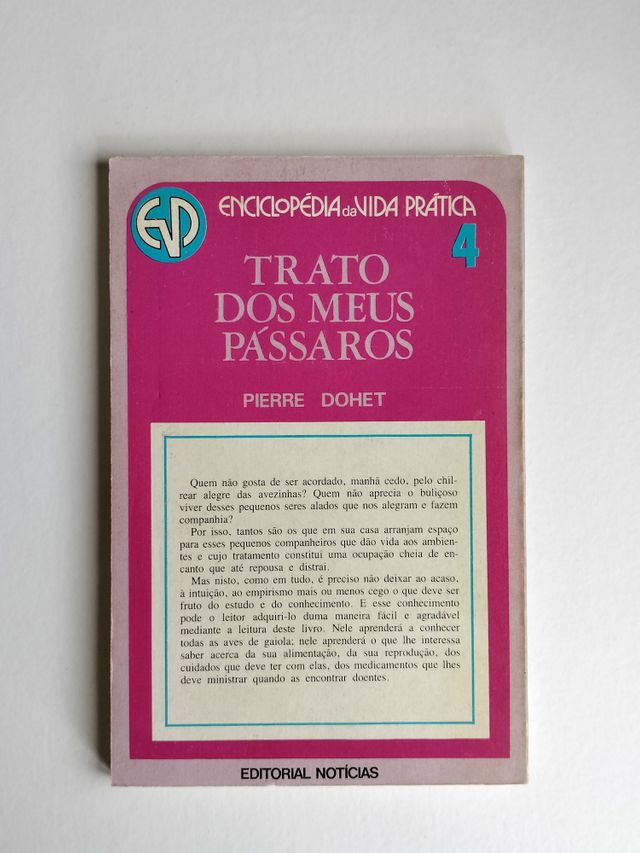 EVP
ENCICLOPÉDIA da VIDA PRÁTICA
4
TRATO
DOS MEUS
PÁSSAROS
PIERRE DOHET
Quem não gosta de ser acordado, manhã cedo, pelo chil-
rear alegre das avezinhas? Quem não aprecia o buliçoso
viver desses pequenos seres alados que nos alegram e fazem
companhia?
Por isso, tantos são os que em sua casa arranjam espaço
para esses pequenos companheiros que dão vida aos ambien-
tes e cujo tratamento constitui uma ocupação cheia de en-
canto que até repousa e distrai.
Mas nisto, como em tudo, é preciso não deixar ao acaso,
à intuição, ao empirismo mais ou menos cego o que deve ser
fruto do estudo e do conhecimento. E esse conhecimento
pode o leitor adquiri-lo duma maneira fácil e agradável
mediante a leitura deste livro. Nele aprenderá a conhecer
todas as aves de gaiola; nele aprenderá o que lhe interessa
saber acerca da sua alimentação, da sua reprodução, dos
cuidados que deve ter com elas, dos medicamentos que lhes
deve ministrar quando as encontrar doentes.
EDITORIAL NOTÍCIAS